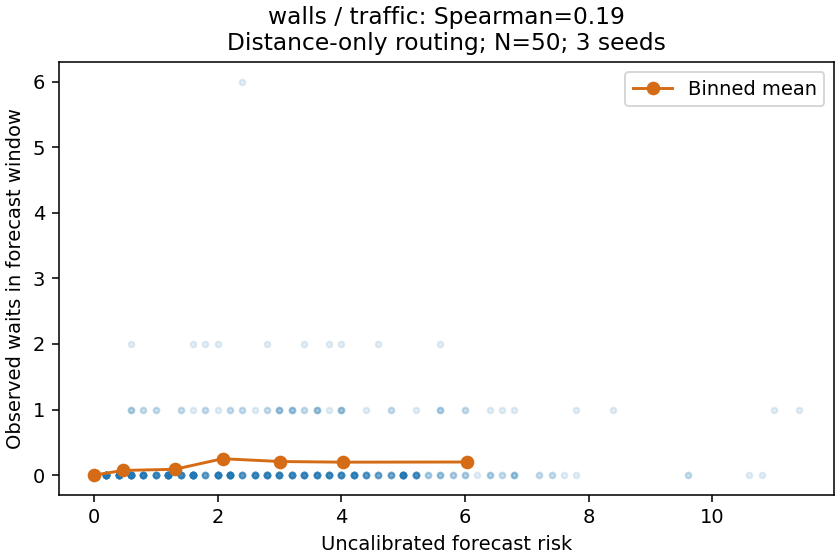 walls / traffic: Spearman=0.19
Distance-only routing; N=50; 3 seeds
Binned mean
Observed waits in forecast window
6
5
4
3
2
1
0
0 2 4 6 8 10
Uncalibrated forecast risk